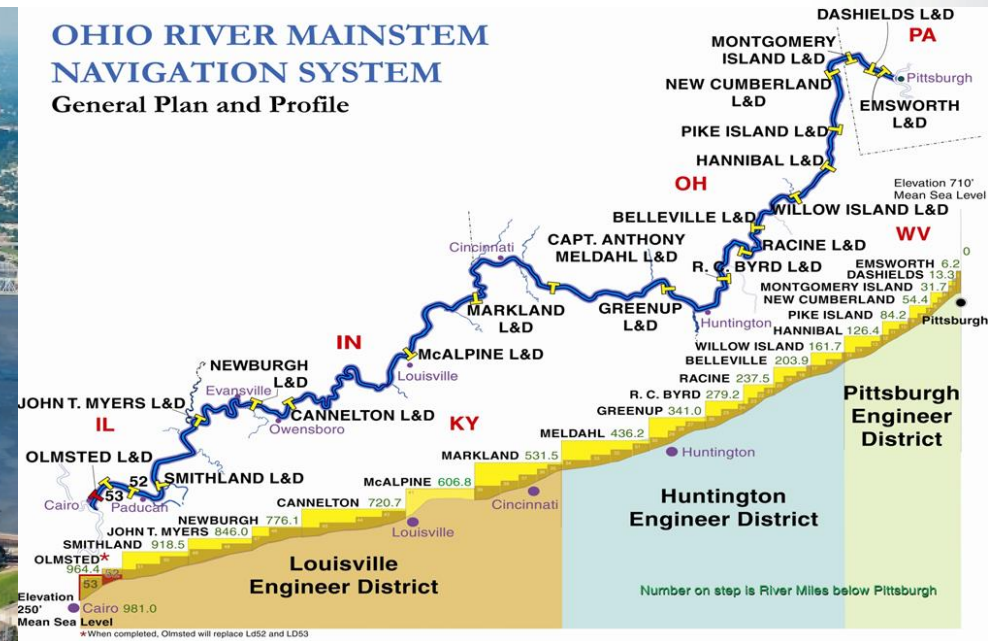 OHIO RIVER MAINSTEM
NAVIGATION SYSTEM
General Plan and Profile
DASHIELDS L&D
PA
MONTGOMERY
ISLAND L&D
Pittsburgh
NEW CUMBERLAND
L&D
EMSWORTH
L&D
PIKE ISLAND L&D
HANNIBAL L&D
OH
Elevation 710'
Mean Sea Level
WILLOW ISLAND L&D
BELLEVILLE L&D
WV
CAPT. ANTHONY
MELDAHL L&D
RACINE L&D
Cincinnati
R. C. BYRD L&D
MARKLAND
L&D
GREENUP
L&D
Huntington
IN
McALPINE L&D
Louisville
NEWBURGH
L&D
Evansville
JOHN T. MYERS L&D
CANNELTON L&D
Owensboro
IL
KY
OLMSTED L&D
52
SMITHLAND L&D
53
Cairo
Paducah
0
EMSWORTH 6.2
DASHIELDS 13.3
MONTGOMERY ISLAND 31.7
NEW CUMBERLAND 54.4
PIKE ISLAND 84.2
Pittsburgh
HANNIBAL 126.4
WILLOW ISLAND 161.7
BELLEVILLE 203.9
RACINE 237.5
R. C. BYRD 279.2
GREENUP 341.0
MELDAHL 436.2
MARKLAND 531.5
McALPINE 606.8
CANNELTON 720.7
NEWBURGH 776.1
JOHN T. MYERS 846.0
SMITHLAND 918.5
OLMSTED*
964.4
52
53
Elevation
250'
Mean Sea Level
Cairo 981.0
Louisville
Cincinnati
Huntington
Louisville
Engineer District
Huntington
Engineer District
Pittsburgh
Engineer
District
Number on step is River Miles below Pittsburgh
*When completed, Olmsted will replace Ld52 and LD53